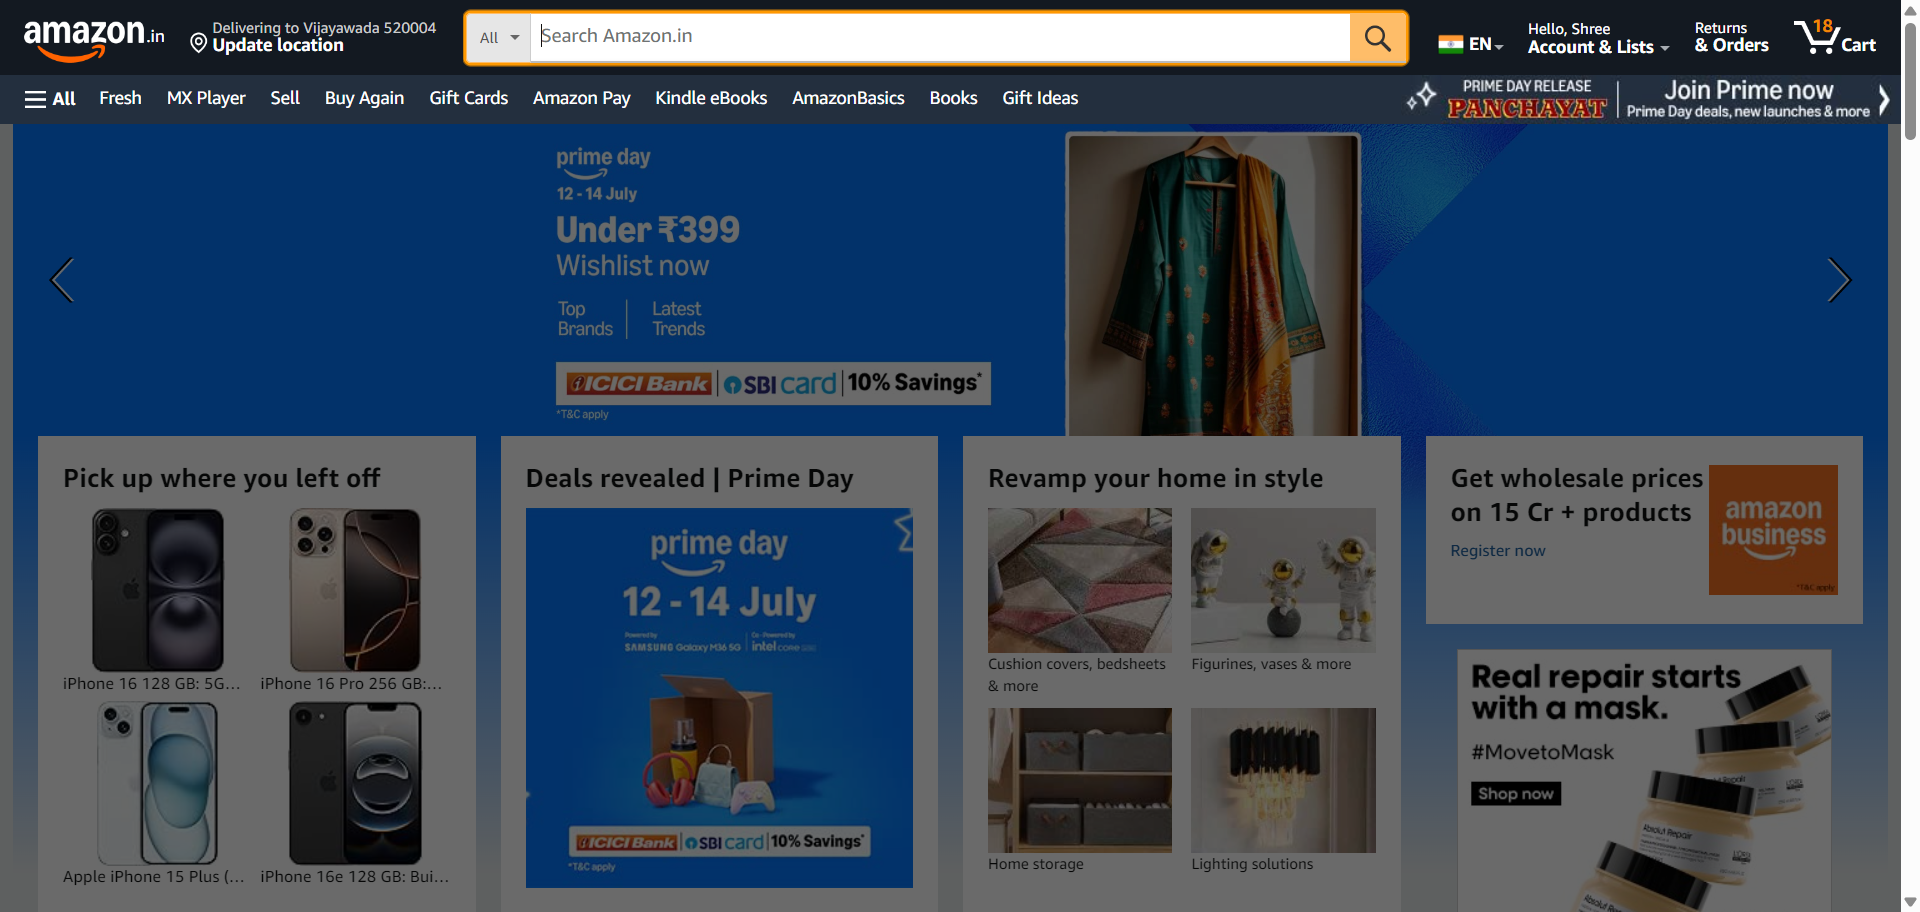 amazon.in
Delivering to Vijayawada 520004
Update location
All
Search Amazon.in
EN
Hello, Shree
Account & Lists
Returns
& Orders
18
Cart
All
Fresh
MX Player
Sell
Buy Again
Gift Cards
Amazon Pay
Kindle eBooks
AmazonBasics
Books
Gift Ideas
PRIME DAY RELEASE
PANCHAYAT
Join Prime now
Prime Day deals, new launches & more
prime day
12 - 14 July
Under ₹399
Wishlist now
Top
Brands
Latest
Trends
ICICI Bank SBI card 10% Savings*
*T&C apply
Pick up where you left off
iPhone 16 128 GB: 5G...
iPhone 16 Pro 256 GB:...
Apple iPhone 15 Plus (...
iPhone 16e 128 GB: Bui...
Deals revealed | Prime Day
prime day
12 - 14 July
Powered by
SAMSUNG Galaxy M36 5G
Co-Powered by
intel core
ICICI Bank SBI card 10% Savings*
*T&C apply
Revamp your home in style
Cushion covers, bedsheets
& more
Figurines, vases & more
Home storage
Lighting solutions
Get wholesale prices
on 15 Cr + products
Register now
amazon
business
*T&C apply
Real repair starts
with a mask.
#MovetoMask
Shop now
Absolut Repair
Absolut Repair